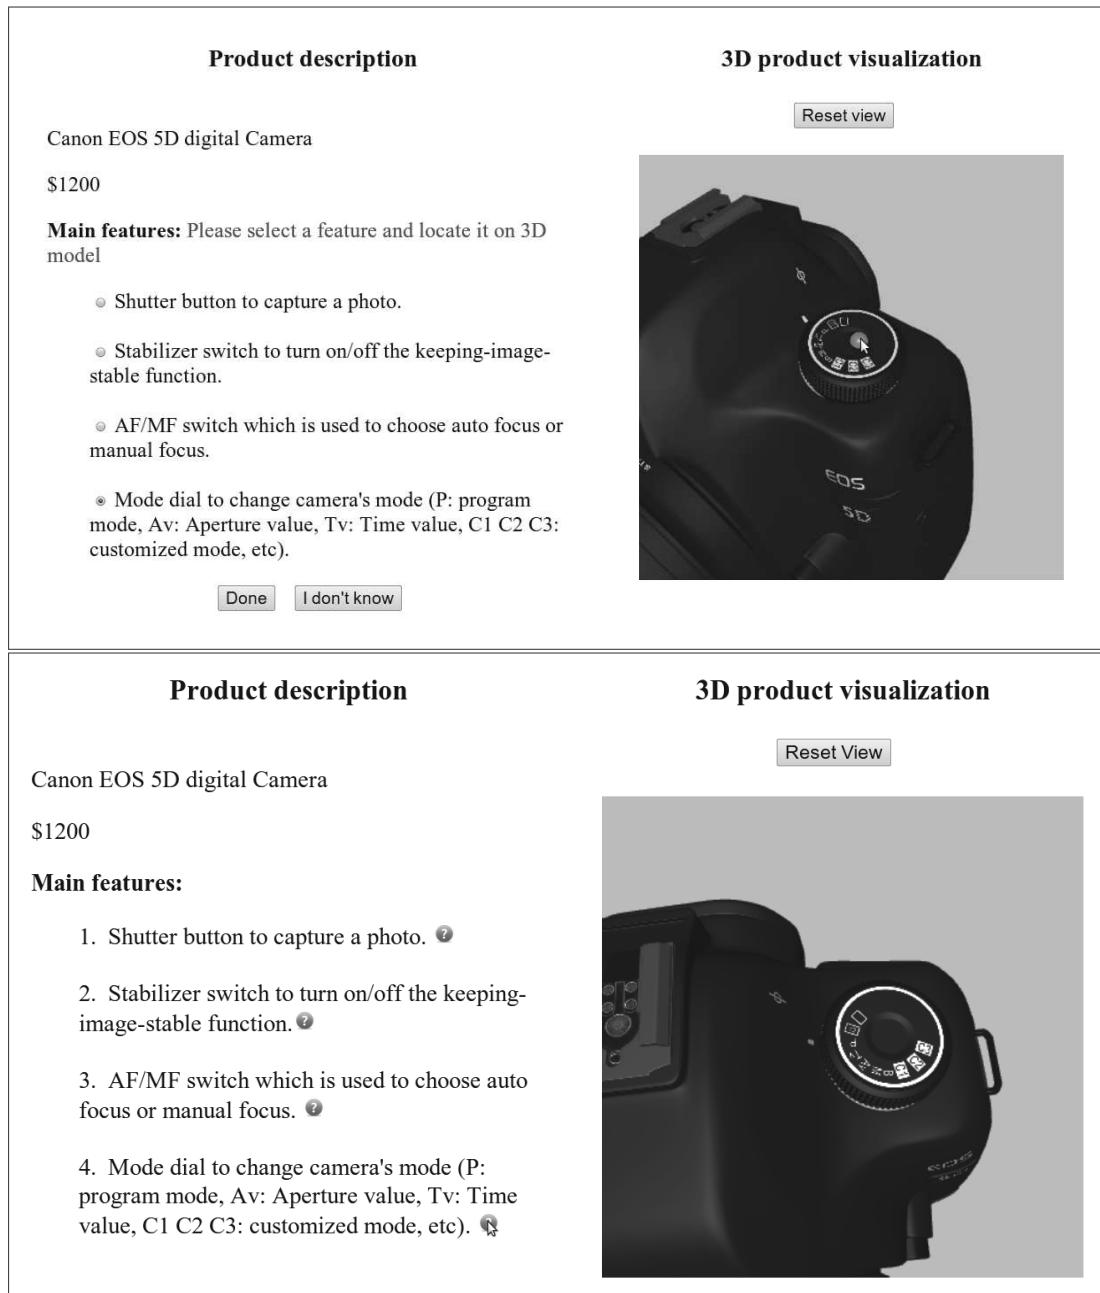 Product description
3D product visualization
Reset view
Canon EOS 5D digital Camera
$1200
Main features: Please select a feature and locate it on 3D
model
Shutter button to capture a photo.
Stabilizer switch to turn on/off the keeping-image-
stable function.
AF/MF switch which is used to choose auto focus or
manual focus.
Mode dial to change camera's mode (P: program
mode, Av: Aperture value, Tv: Time value, C1 C2 C3:
customized mode, etc).
Done
I don't know
EOS
5D
Product description
3D product visualization
Reset View
Canon EOS 5D digital Camera
$1200
Main features:
1. Shutter button to capture a photo. ?
2. Stabilizer switch to turn on/off the keeping-
image-stable function. ?
3. AF/MF switch which is used to choose auto
focus or manual focus. ?
4. Mode dial to change camera's mode (P:
program mode, Av: Aperture value, Tv: Time
value, C1 C2 C3: customized mode, etc).
P
B
C1
C2
C3
EOS